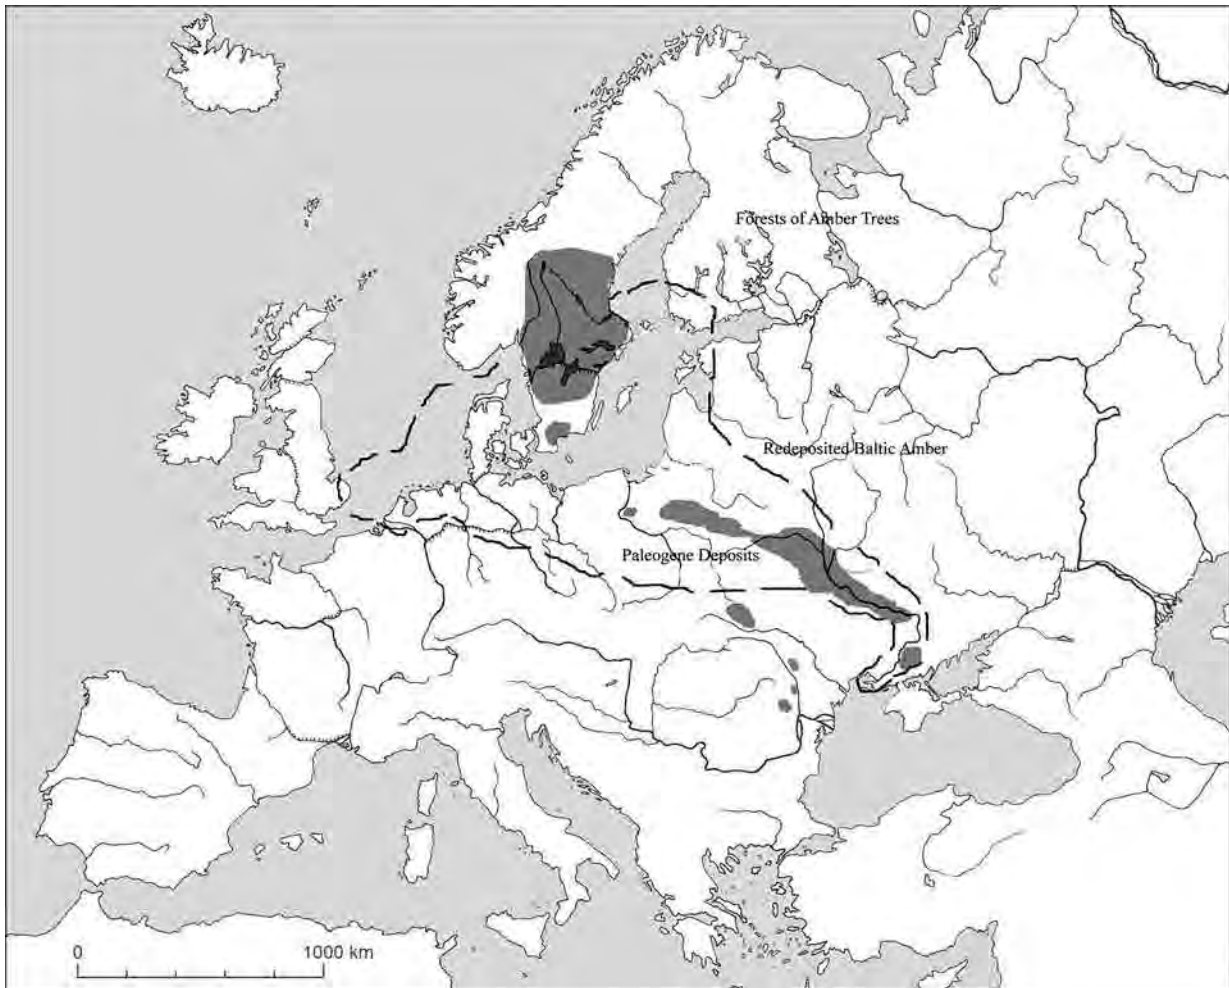 Forests of Amber Trees
Redeposited Baltic Amber
Paleogene Deposits
0 1000 km